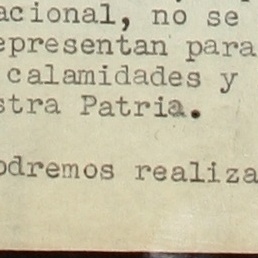 acional, no se
epresentan para
calamidades y
stra Patria.
odremos realiza